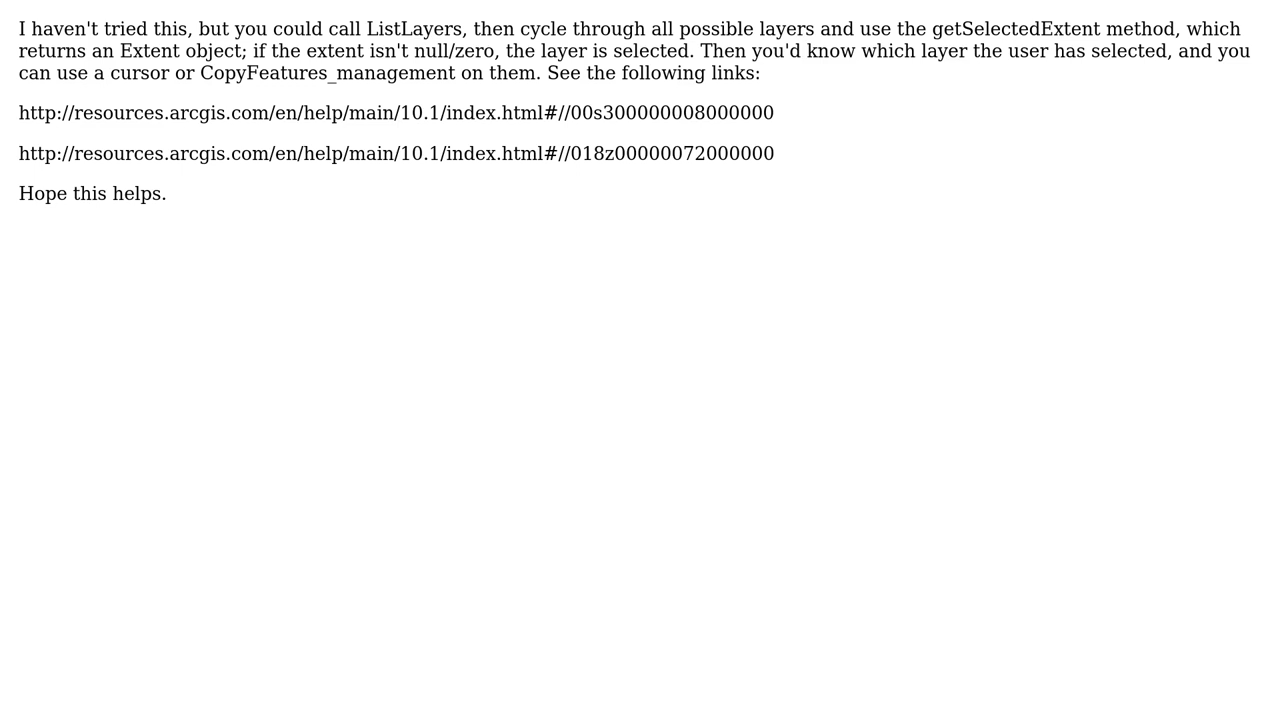 I haven't tried this, but you could call ListLayers, then cycle through all possible layers and use the getSelectedExtent method, which
returns an Extent object; if the extent isn't null/zero, the layer is selected. Then you'd know which layer the user has selected, and you
can use a cursor or CopyFeatures_management on them. See the following links:
http://resources.arcgis.com/en/help/main/10.1/index.html#//00s300000008000000
http://resources.arcgis.com/en/help/main/10.1/index.html#//018z00000072000000
Hope this helps.